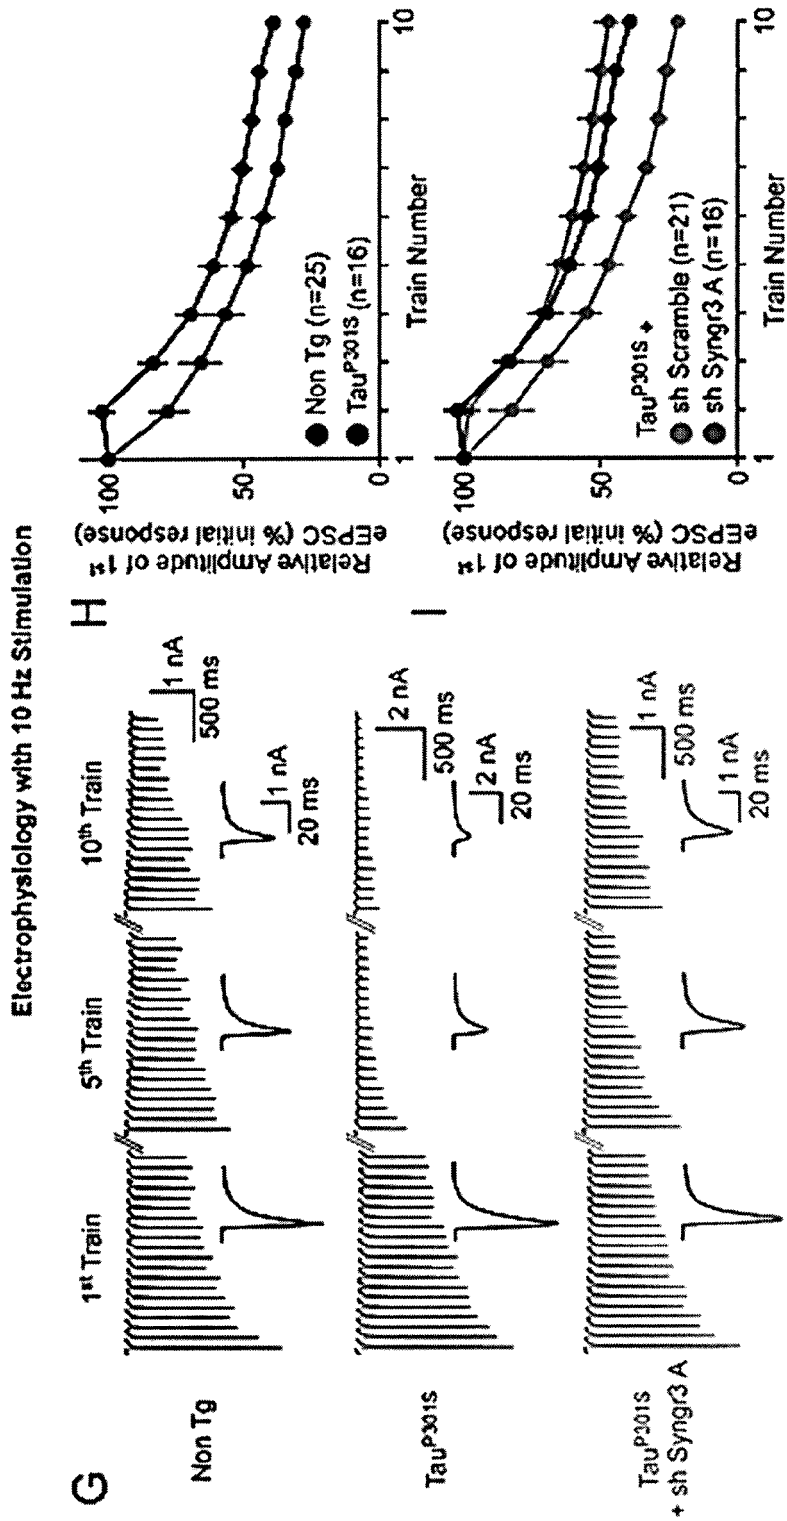 Electrophysiology with 10 Hz Stimulation
G
1st Train
5th Train
10th Train
Non Tg
1 nA
500 ms
1 nA
20 ms
TauP301S
2 nA
500 ms
2 nA
20 ms
TauP301S
+ sh Syngr3 A
1 nA
500 ms
1 nA
20 ms
H
Relative Amplitude of 1st
eEPSC (% initial response)
100
50
0
Non Tg (n=25)
TauP301S (n=16)
1
10
Train Number
I
Relative Amplitude of 1st
eEPSC (% initial response)
100
50
0
TauP301S +
sh Scramble (n=21)
sh Syngr3 A (n=16)
1
10
Train Number